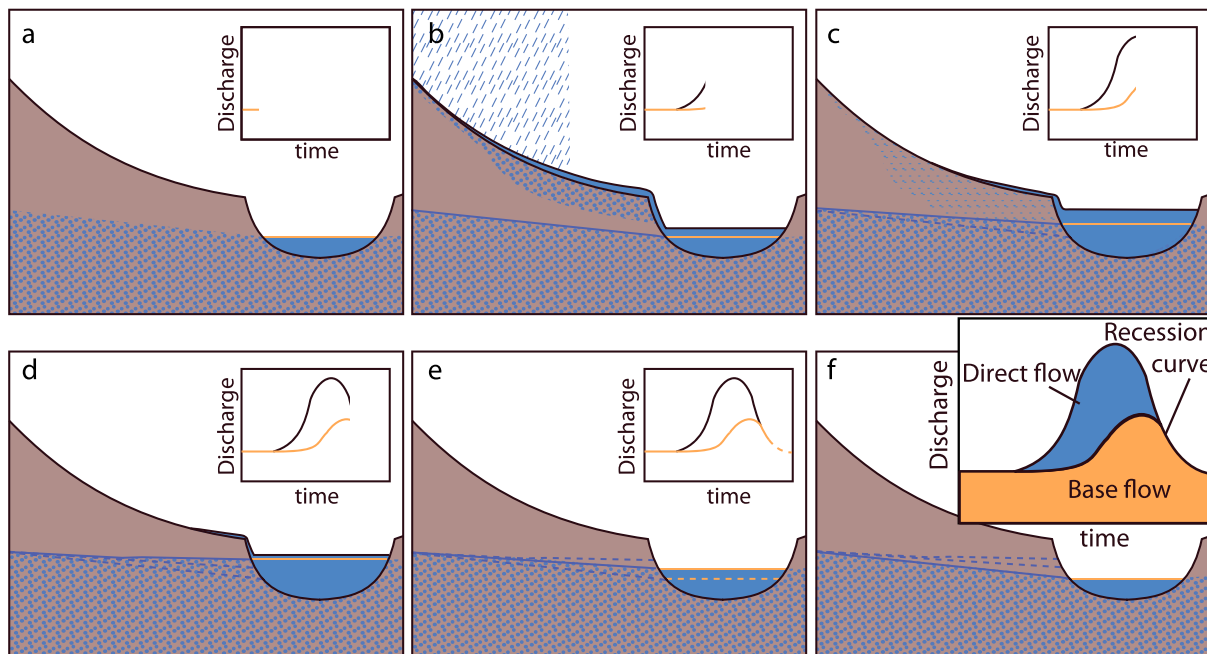 a
Discharge
time
b
Discharge
time
c
Discharge
time
d
Discharge
time
e
Discharge
time
f
Discharge
Recession
curve
Direct flow
Base flow
time